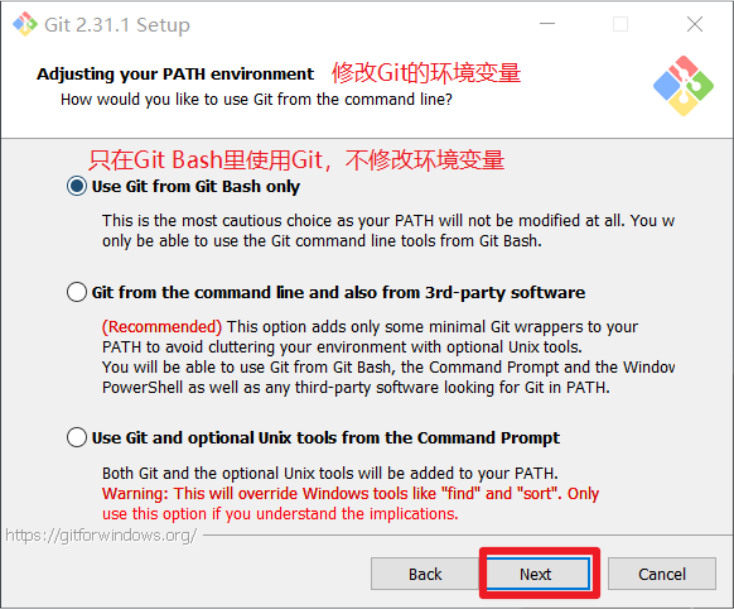 Git 2.31.1 Setup
Adjusting your PATH environment 修改Git的环境变量
How would you like to use Git from the command line?
只在Git Bash里使用Git，不修改环境变量
Use Git from Git Bash only
This is the most cautious choice as your PATH will not be modified at all. You w
only be able to use the Git command line tools from Git Bash.
Git from the command line and also from 3rd-party software
(Recommended) This option adds only some minimal Git wrappers to your
PATH to avoid cluttering your environment with optional Unix tools.
You will be able to use Git from Git Bash, the Command Prompt and the Window
PowerShell as well as any third-party software looking for Git in PATH.
Use Git and optional Unix tools from the Command Prompt
Both Git and the optional Unix tools will be added to your PATH.
Warning: This will override Windows tools like "find" and "sort". Only
use this option if you understand the implications.
https://gitforwindows.org/
Back Next Cancel